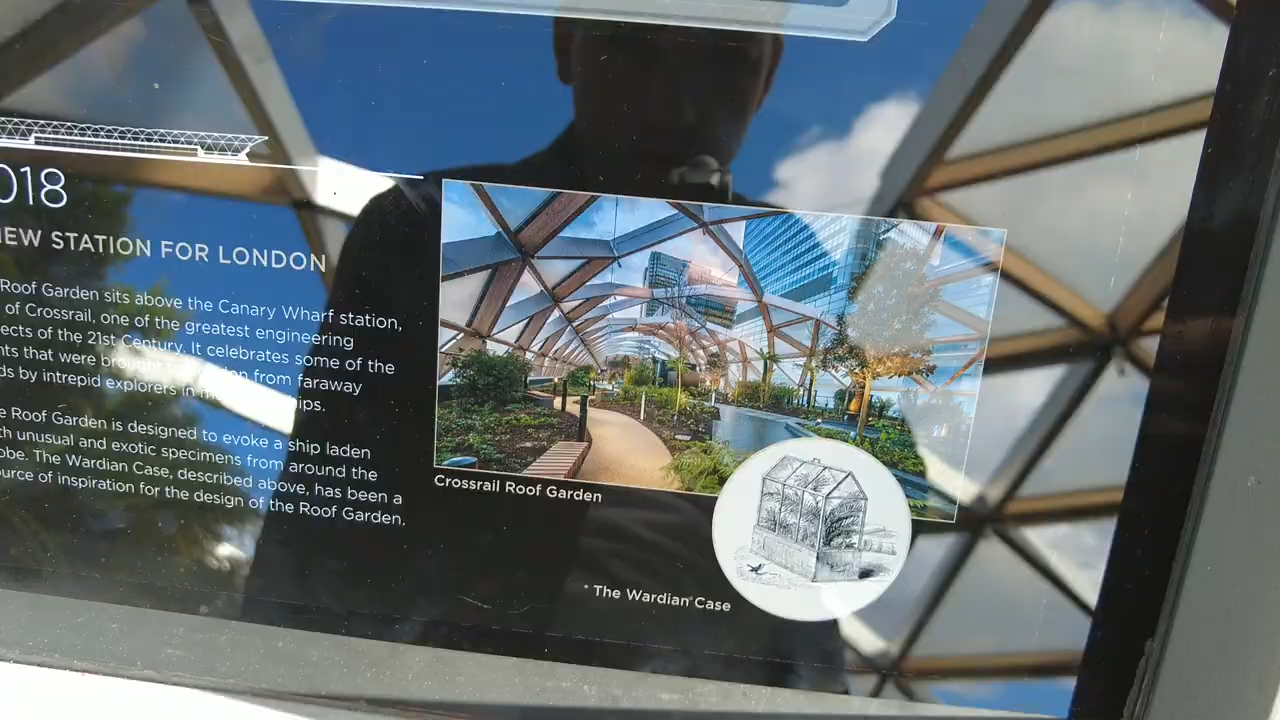 018
NEW STATION FOR LONDON
Roof Garden sits above the Canary Wharf station,
of Crossrail, one of the greatest engineering
ects of the 21st Century. It celebrates some of the
nts that were from faraway
ds by intrepid explorers in
e Roof Garden is designed to evoke a ship laden
th unusual and exotic specimens from around the
obe. The Wardian Case, described above, has been a
ource of inspiration for the design of the Roof Garden.
Crossrail Roof Garden
* The Wardian Case